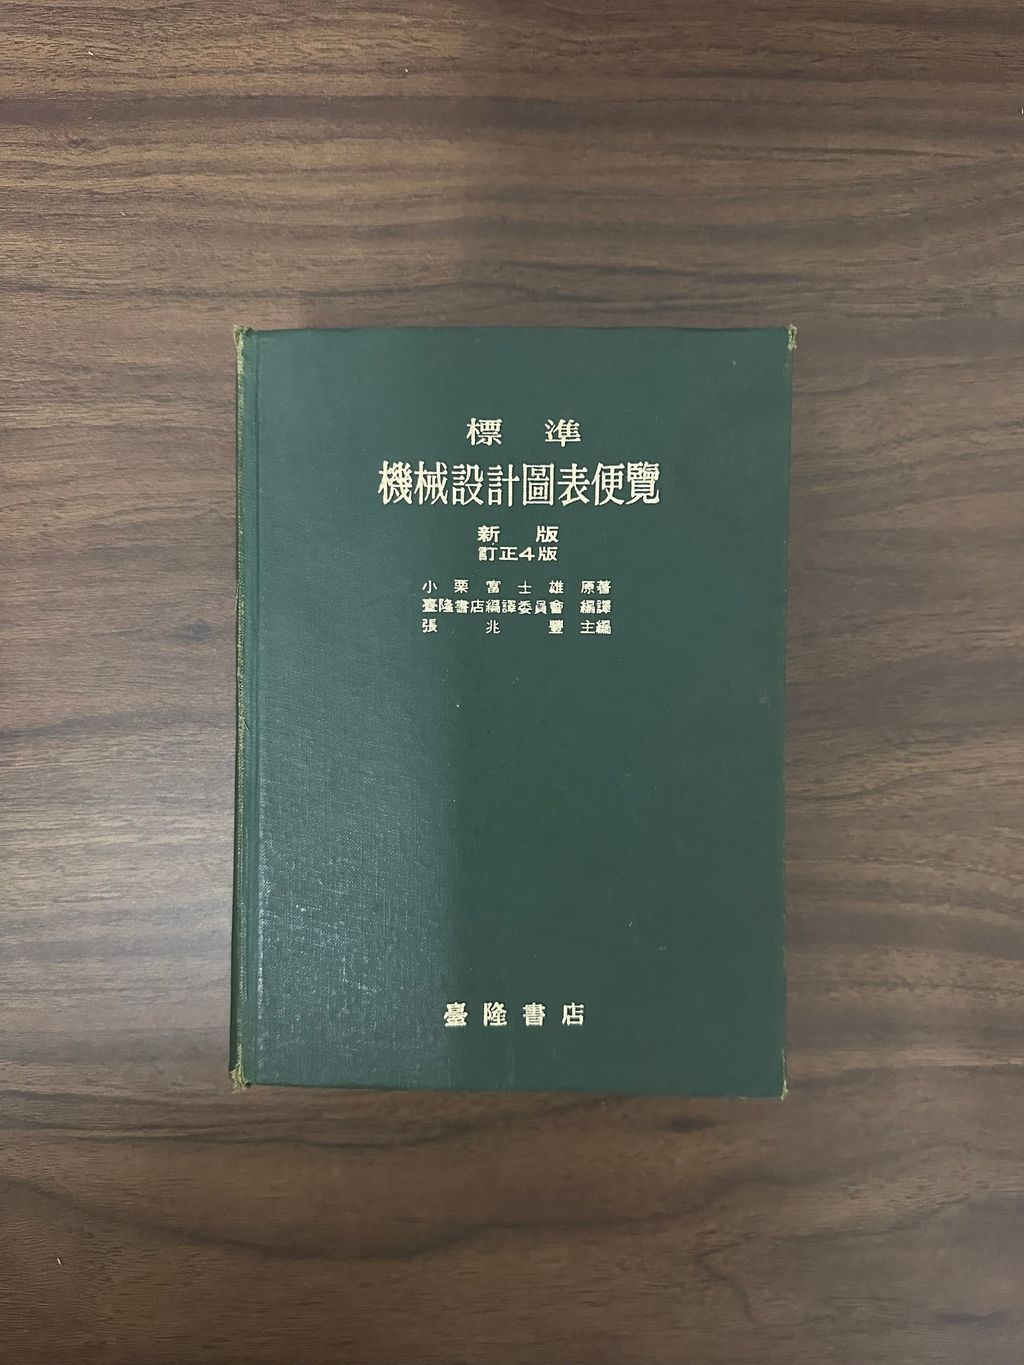 標準
機械設計圖表便覽
新版
訂正4版
小栗富士雄 原著
臺隆書店編譯委員會 編譯
張兆豐 主編
臺隆書店